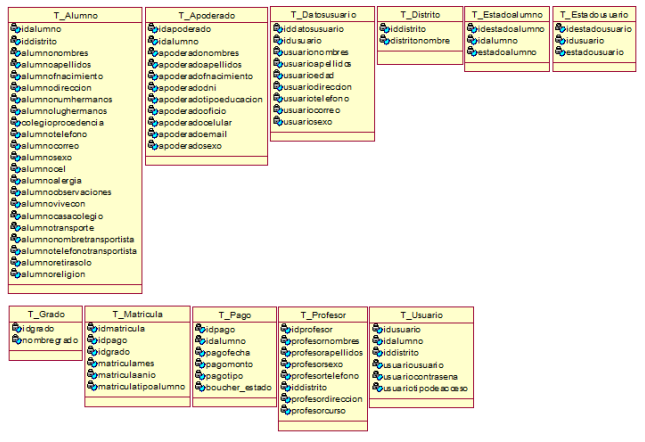 T_Alumno
idalumno
iddistrito
alumnonombres
alumnoapellidos
alumnofnacimiento
alumnodireccion
alumnonumhermanos
alumnolughermanos
colegioprocedencia
alumnotelefono
alumnocorreo
alumnosexo
alumnocel
alumnoalergia
alumnoobservaciones
alumnovivecon
alumnocasacolegio
alumnotransporte
alumnonombretransportista
alumnotelefonotransportista
alumnoretirasolo
alumnoreligion
T_Apoderado
idapoderado
idalumno
apoderadonombres
apoderadoapellidos
apoderadofnacimiento
apoderadodni
apoderadotipoeducacion
apoderadooficio
apoderadocelular
apoderadoemail
apoderadosexo
T_Datosusuario
iddatosusuario
idusuario
usuarionombres
usuarioapellidos
usuarioedad
usuariodireccion
usuariotelefono
usuariocorreo
usuariosexo
T_Distrito
iddistrito
distritonombre
T_Estadoalumno
idestadoalumno
idalumno
estadoalumno
T_Estadousuario
idestadousuario
idusuario
estadousuario
T_Grado
idgrado
nombregrado
T_Matricula
idmatricula
idpago
idgrado
matriculames
matriculaanio
matriculatipoalumno
T_Pago
idpago
idalumno
pagofecha
pagomonto
pagotipo
boucher_estado
T_Profesor
idprofesor
profesornombres
profesorapellidos
profesorsexo
profesortelefono
iddistrito
profesordireccion
profesorcurso
T_Usuario
idusuario
idalumno
iddistrito
usuariousuario
usuariocontrasena
usuariotipodeacceso